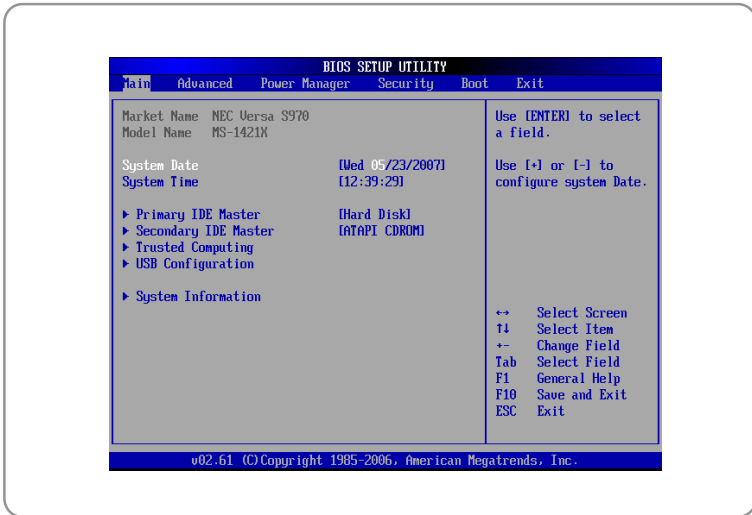 BIOS SETUP UTILITY
Main Advanced Power Manager Security Boot Exit
Market Name NEC Versa S970
Model Name MS-1421X
System Date [Wed 05/23/2007]
System Time [12:39:29]
▶ Primary IDE Master [Hard Disk]
▶ Secondary IDE Master [ATAPI CDROM]
▶ Trusted Computing
▶ USB Configuration
▶ System Information
Use [ENTER] to select
a field.
Use [+] or [-] to
configure system Date.
↔ Select Screen
↑↓ Select Item
+- Change Field
Tab Select Field
F1 General Help
F10 Save and Exit
ESC Exit
v02.61 (C)Copyright 1985-2006, American Megatrends, Inc.